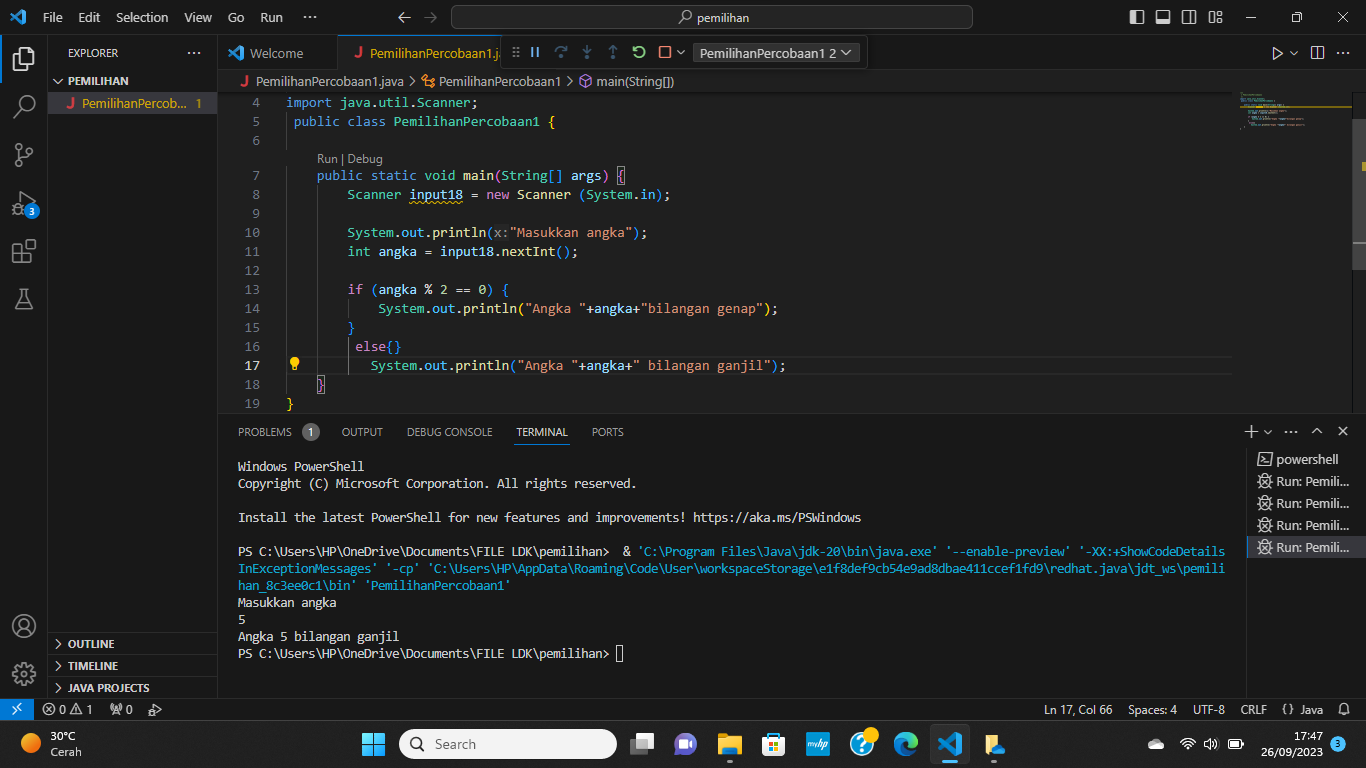 File Edit Selection View Go Run ··· pemilihan
EXPLORER ···
PEMILIHAN
J PemilihanPercob... 1
OUTLINE
TIMELINE
JAVA PROJECTS
3
Welcome
J PemilihanPercobaan1.j
PemilihanPercobaan1 2
J PemilihanPercobaan1.java > PemilihanPercobaan1 > main(String[])
4 import java.util.Scanner;
5 public class PemilihanPercobaan1 {
6
Run | Debug
7 public static void main(String[] args) {
8 Scanner input18 = new Scanner (System.in);
9
10 System.out.println(x:"Masukkan angka");
11 int angka = input18.nextInt();
12
13 if (angka % 2 == 0) {
14 System.out.println("Angka "+angka+"bilangan genap");
15 }
16 else{}
17 System.out.println("Angka "+angka+" bilangan ganjil");
18 }
19 }
PROBLEMS 1 OUTPUT DEBUG CONSOLE TERMINAL PORTS
Windows PowerShell
Copyright (C) Microsoft Corporation. All rights reserved.
Install the latest PowerShell for new features and improvements! https://aka.ms/PSWindows
PS C:\Users\HP\OneDrive\Documents\FILE LDK\pemilihan> & 'C:\Program Files\Java\jdk-20\bin\java.exe' '--enable-preview' '-XX:+ShowCodeDetails
InExceptionMessages' '-cp' 'C:\Users\HP\AppData\Roaming\Code\User\workspaceStorage\e1f8def9cb54e9ad8dbae411ccef1fd9\redhat.java\jdt_ws\pemili
han_8c3ee0c1\bin' 'PemilihanPercobaan1'
Masukkan angka
5
Angka 5 bilangan ganjil
PS C:\Users\HP\OneDrive\Documents\FILE LDK\pemilihan>
powershell
Run: Pemili...
Run: Pemili...
Run: Pemili...
Run: Pemili...
0 1 0 Ln 17, Col 66 Spaces: 4 UTF-8 CRLF {} Java
30°C
Cerah
Search
myhp
17:47
26/09/2023
3